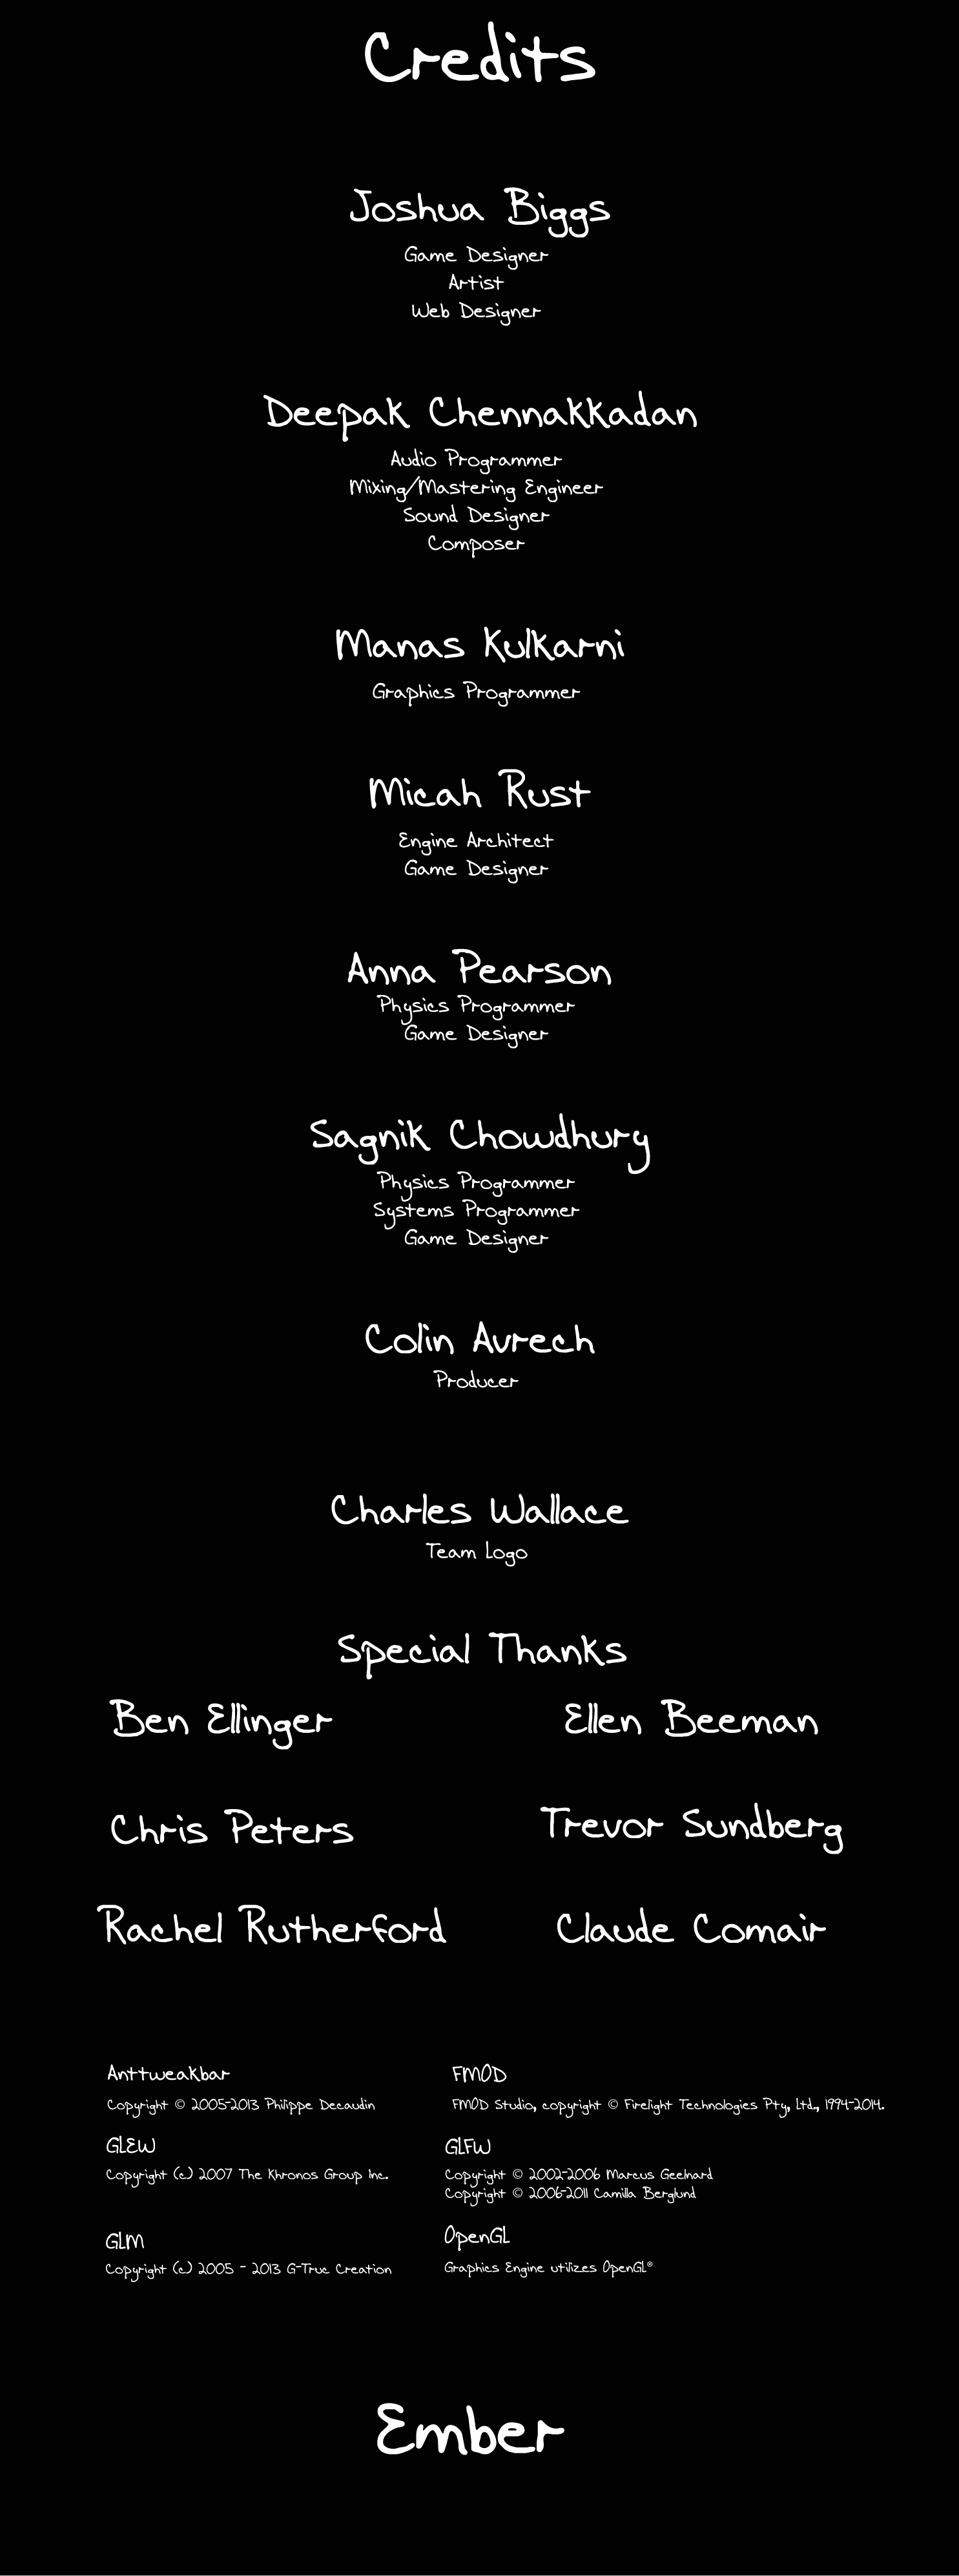 Credits
Joshua Biggs
Game Designer
Artist
Web Designer
Deepak Chennakkadan
Audio Programmer
Mixing/Mastering Engineer
Sound Designer
Composer
Manas Kulkarni
Graphics Programmer
Micah Rust
Engine Architect
Game Designer
Anna Pearson
Physics Programmer
Game Designer
Sagnik Chowdhury
Physics Programmer
Systems Programmer
Game Designer
Colin Avrech
Producer
Charles Wallace
Team Logo
Special Thanks
Ben Ellinger
Ellen Beeman
Chris Peters
Trevor Sundberg
Rachel Rutherford
Claude Comair
Anttweakbar
Copyright © 2005-2013 Philippe Decaudin
FMOD
FMOD Studio, copyright © Firelight Technologies Pty, Ltd., 1994-2014.
GLEW
Copyright (c) 2007 The Khronos Group Inc.
GLFW
Copyright © 2002-2006 Marcus Geelnard
Copyright © 2006-2011 Camilla Berglund
GLM
Copyright (c) 2005 - 2013 G-Truc Creation
OpenGL
Graphics Engine utilizes OpenGL®
Ember